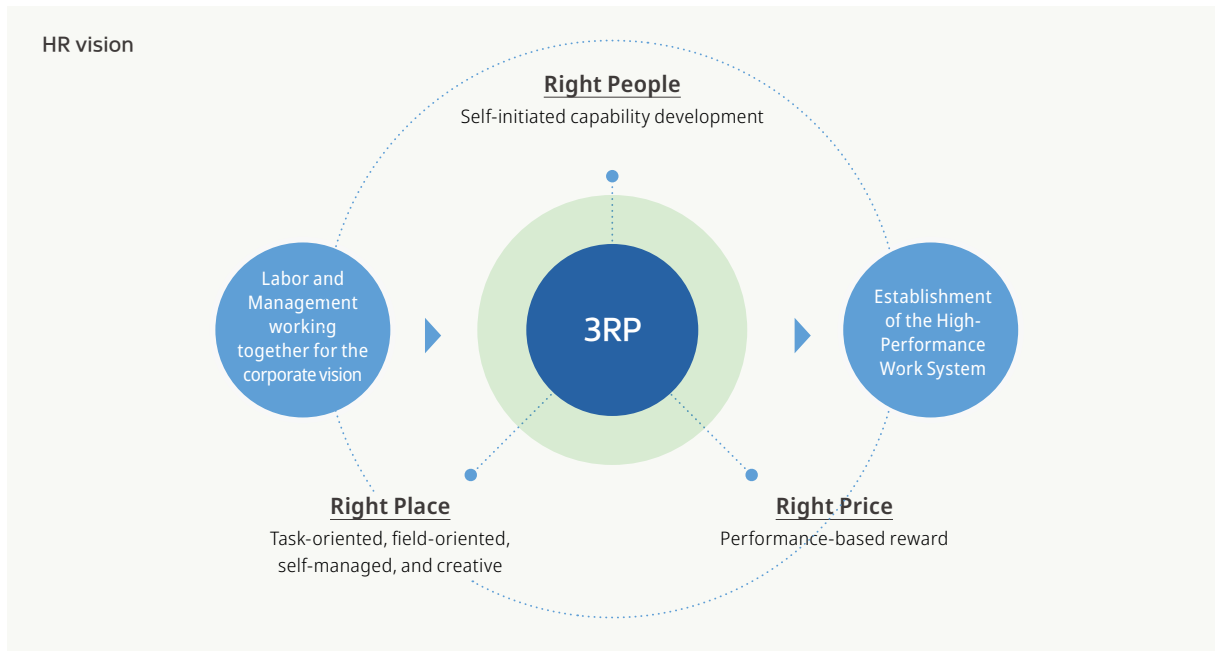 HR vision
Right People
Self-initiated capability development
Labor and
Management
working
together for the
corporate vision
3RP
Establishment
of the High-
Performance
Work System
Right Place
Task-oriented, field-oriented,
self-managed, and creative
Right Price
Performance-based reward